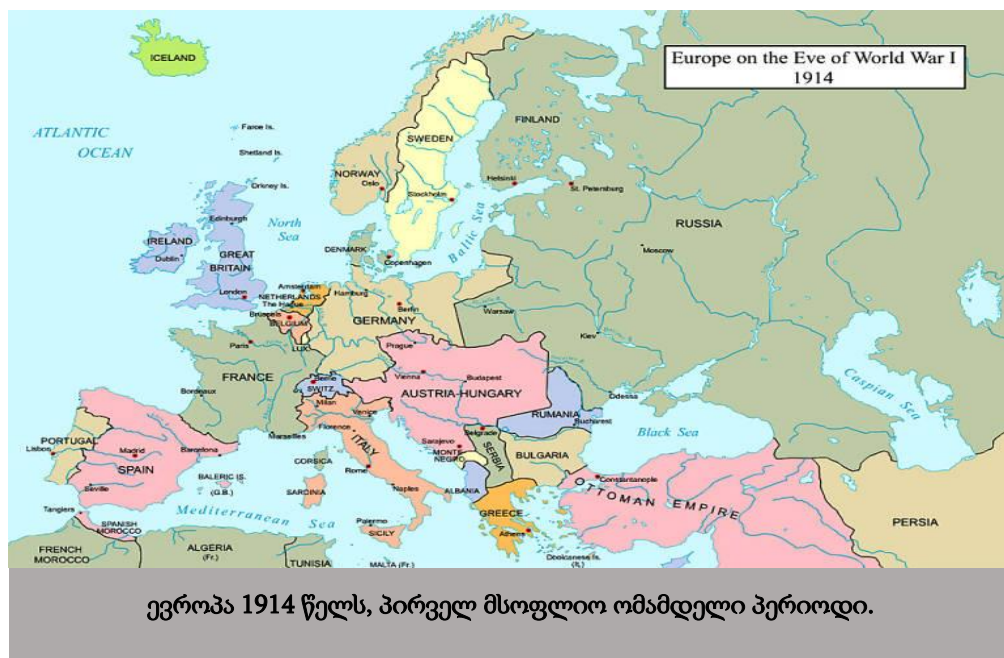 Europe on the Eve of World War I
1914
ICELAND
ATLANTIC
OCEAN
Faroe Is.
Shetland Is.
Orkney Is.
NORWAY
Oslo
SWEDEN
Stockholm
FINLAND
Helsinki
St. Petersburg
RUSSIA
Moscow
North
Sea
Baltic Sea
Edinburgh
IRELAND
Dublin
GREAT
BRITAIN
London
DENMARK
Copenhagen
Amsterdam
NETHERLANDS
The Hague
Brussels
BELGIUM
LUX.
Hamburg
Berlin
GERMANY
Warsaw
Kiev
Prague
Paris
FRANCE
Bordeaux
Marseilles
Berne
SWITZ.
Vienna
Budapest
AUSTRIA-HUNGARY
Milan
Venice
Florence
ITALY
Rome
Naples
CORSICA
SARDINIA
Palermo
SICILY
MALTA (Fr.)
RUMANIA
Bucharest
Odessa
Belgrade
Sarajevo
MONTE
NEGRO
SERBIA
BULGARIA
ALBANIA
GREECE
Athens
Black Sea
Caspian Sea
Constantinople
OTTOMAN EMPIRE
PERSIA
PORTUGAL
Lisbon
Madrid
SPAIN
Barcelona
Seville
BALERIC IS.
(G.B.)
Mediterranean Sea
Tangiers
SPANISH
MOROCCO
FRENCH
MOROCCO
ALGERIA
(Fr.)
TUNISIA
ევროპა 1914 წელს, პირველ მსოფლიო ომამდელი პერიოდი.